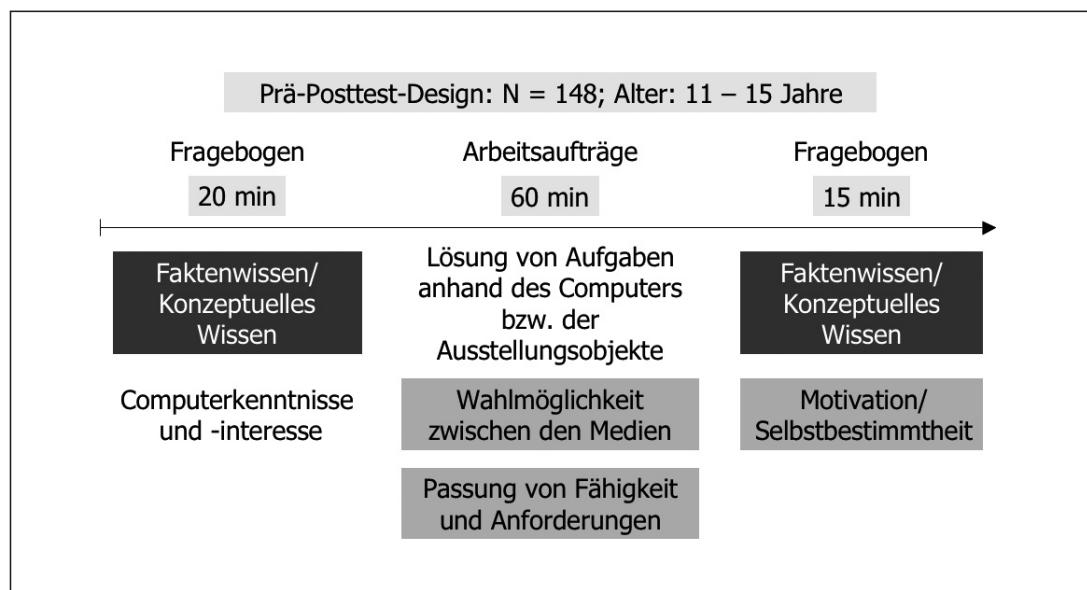 Prä-Posttest-Design: N = 148; Alter: 11 – 15 Jahre
Fragebogen
20 min
Arbeitsaufträge
60 min
Fragebogen
15 min
Faktenwissen/
Konzeptuelles
Wissen
Computerkenntnisse
und -interesse
Lösung von Aufgaben
anhand des Computers
bzw. der
Ausstellungsobjekte
Wahlmöglichkeit
zwischen den Medien
Passung von Fähigkeit
und Anforderungen
Faktenwissen/
Konzeptuelles
Wissen
Motivation/
Selbstbestimmtheit